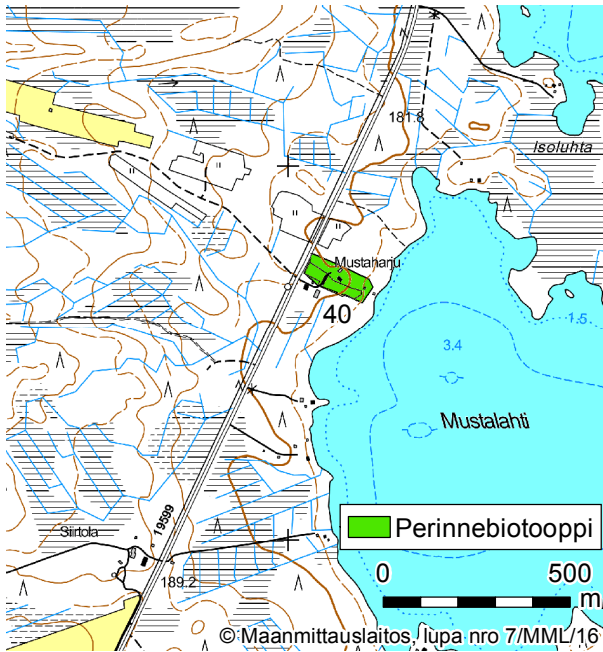 181.8
Isoluhta
Mustaharju
40
1.5
3.4
Mustalahti
19599
Siirtola
189.2
Perinnebiotooppi
0 500
m
© Maanmittauslaitos, lupa nro 7/MML/16